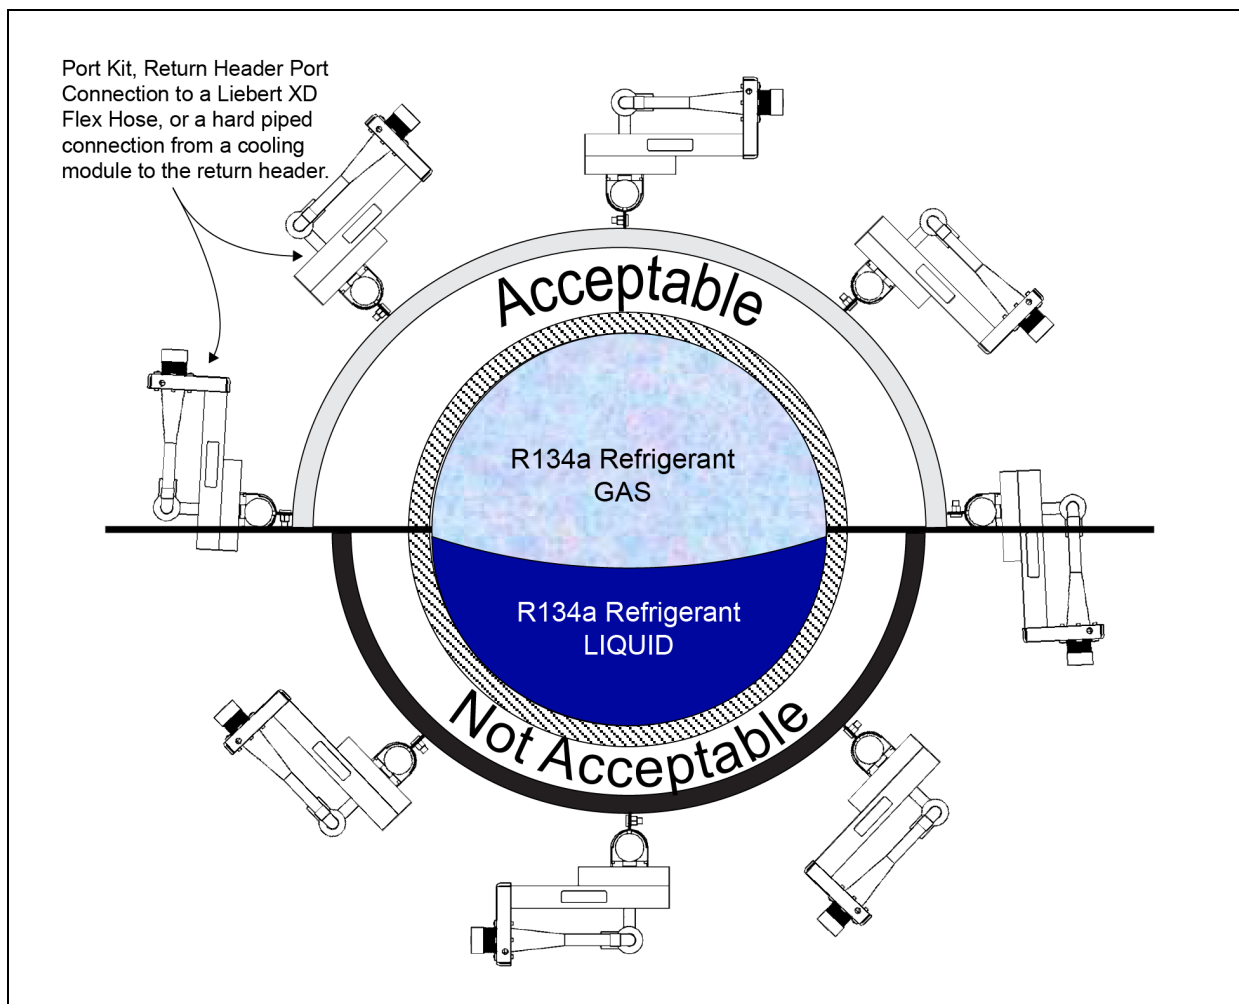 Port Kit, Return Header Port
Connection to a Liebert XD
Flex Hose, or a hard piped
connection from a cooling
module to the return header.
Acceptable
R134a Refrigerant
GAS
R134a Refrigerant
LIQUID
Not Acceptable